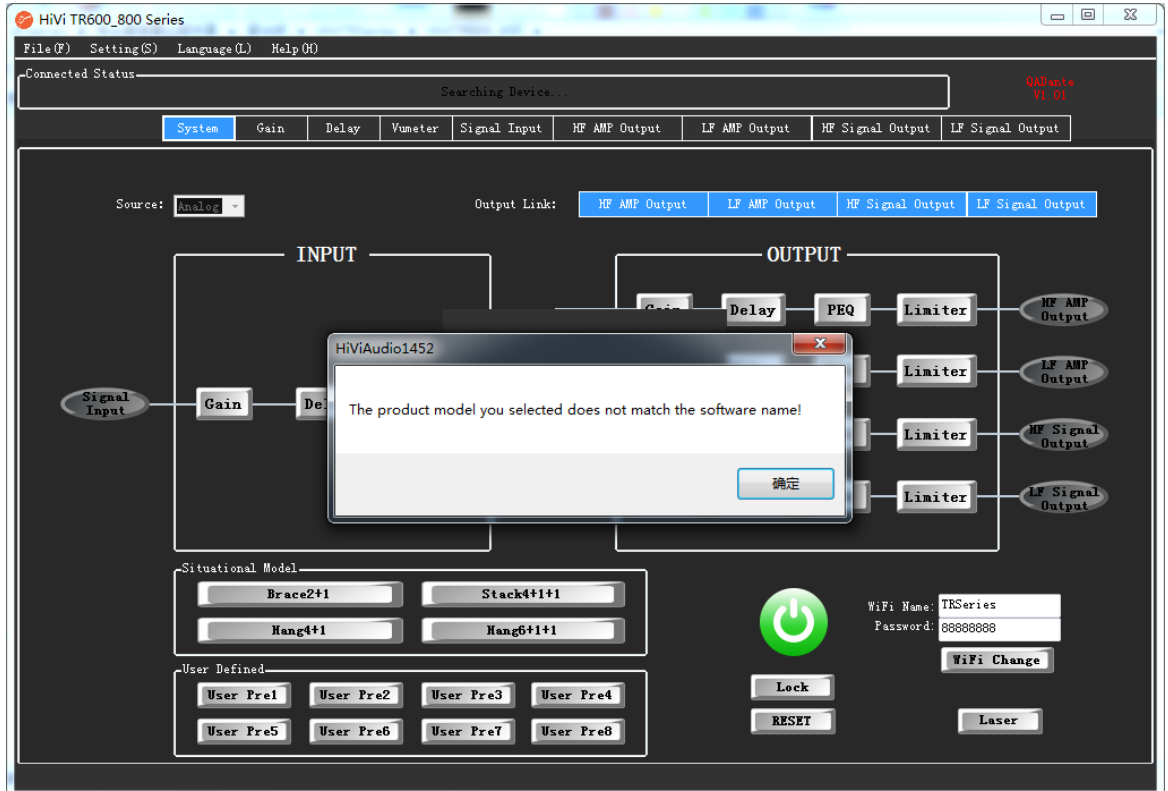 HiVi TR600_800 Series
File(F) Setting(S) Language(L) Help(H)
Connected Status
Searching Device...
QADante
V1.01
System Gain Delay Vumeter Signal Input HF AMP Output LF AMP Output HF Signal Output LF Signal Output
Source: Analog Output Link: HF AMP Output LF AMP Output HF Signal Output LF Signal Output
INPUT OUTPUT
Delay PEQ Limiter HF AMP
Output
HiViAudio1452
The product model you selected does not match the software name!
确定
Signal
Input
Gain
Limiter LF AMP
Output
Limiter HF Signal
Output
Limiter LF Signal
Output
Situational Model
Brace2+1 Stack4+1+1
Hang4+1 Hang6+1+1
User Defined
User Pre1 User Pre2 User Pre3 User Pre4
User Pre5 User Pre6 User Pre7 User Pre8
WiFi Name: TRSeries
Password: 88888888
WiFi Change
Lock
RESET Laser